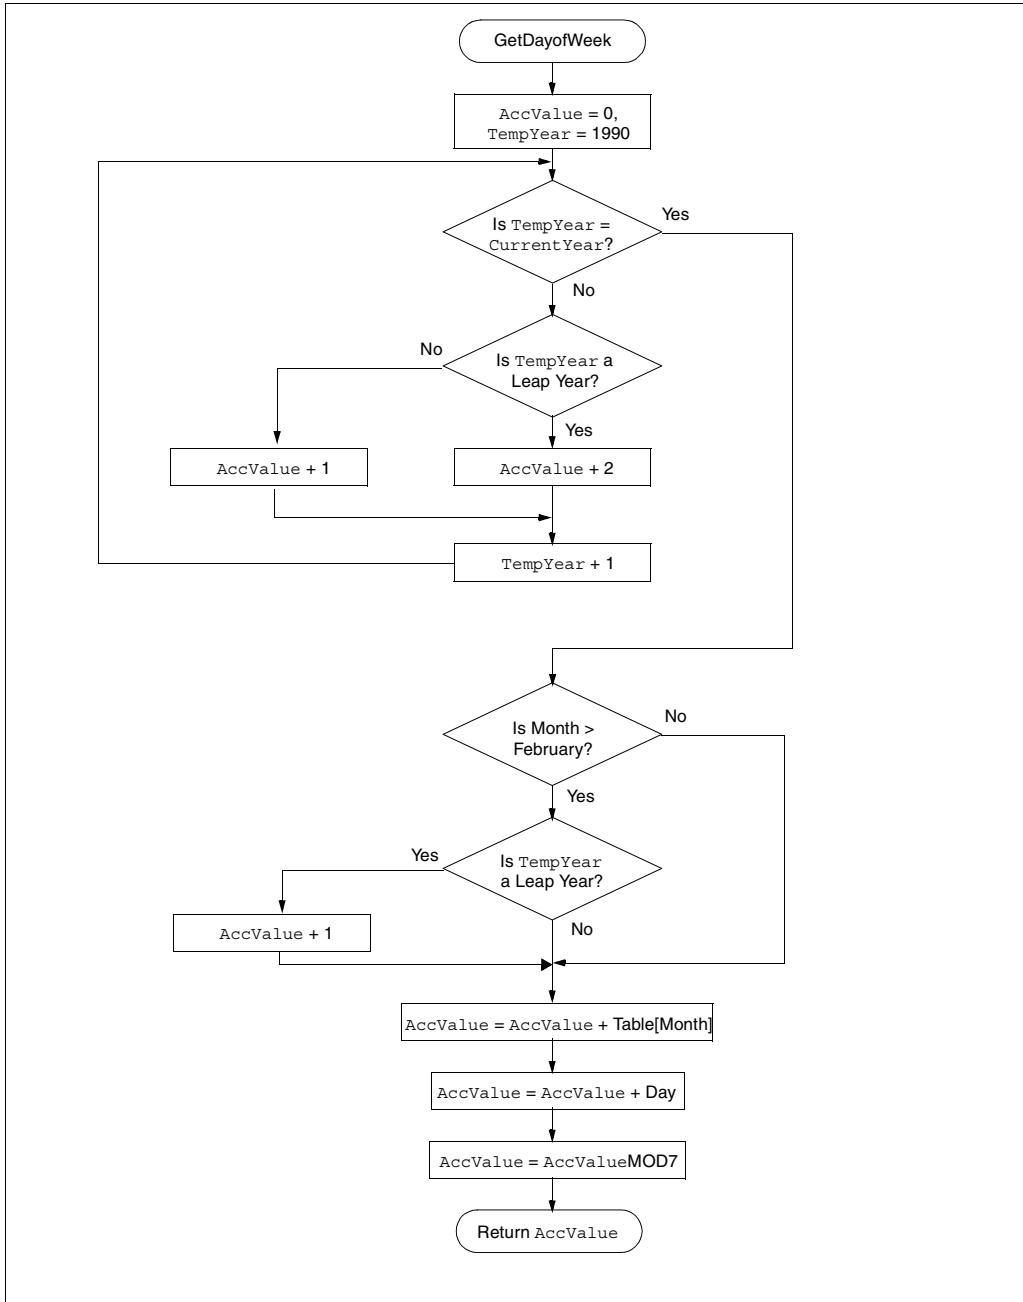 GetDayofWeek
AccValue = 0,
TempYear = 1990
Is TempYear =
CurrentYear?
Yes
No
Is TempYear a
Leap Year?
No
Yes
AccValue + 1
AccValue + 2
TempYear + 1
Is Month >
February?
No
Yes
Is TempYear
a Leap Year?
Yes
No
AccValue + 1
AccValue = AccValue + Table[Month]
AccValue = AccValue + Day
AccValue = AccValueMOD7
Return AccValue